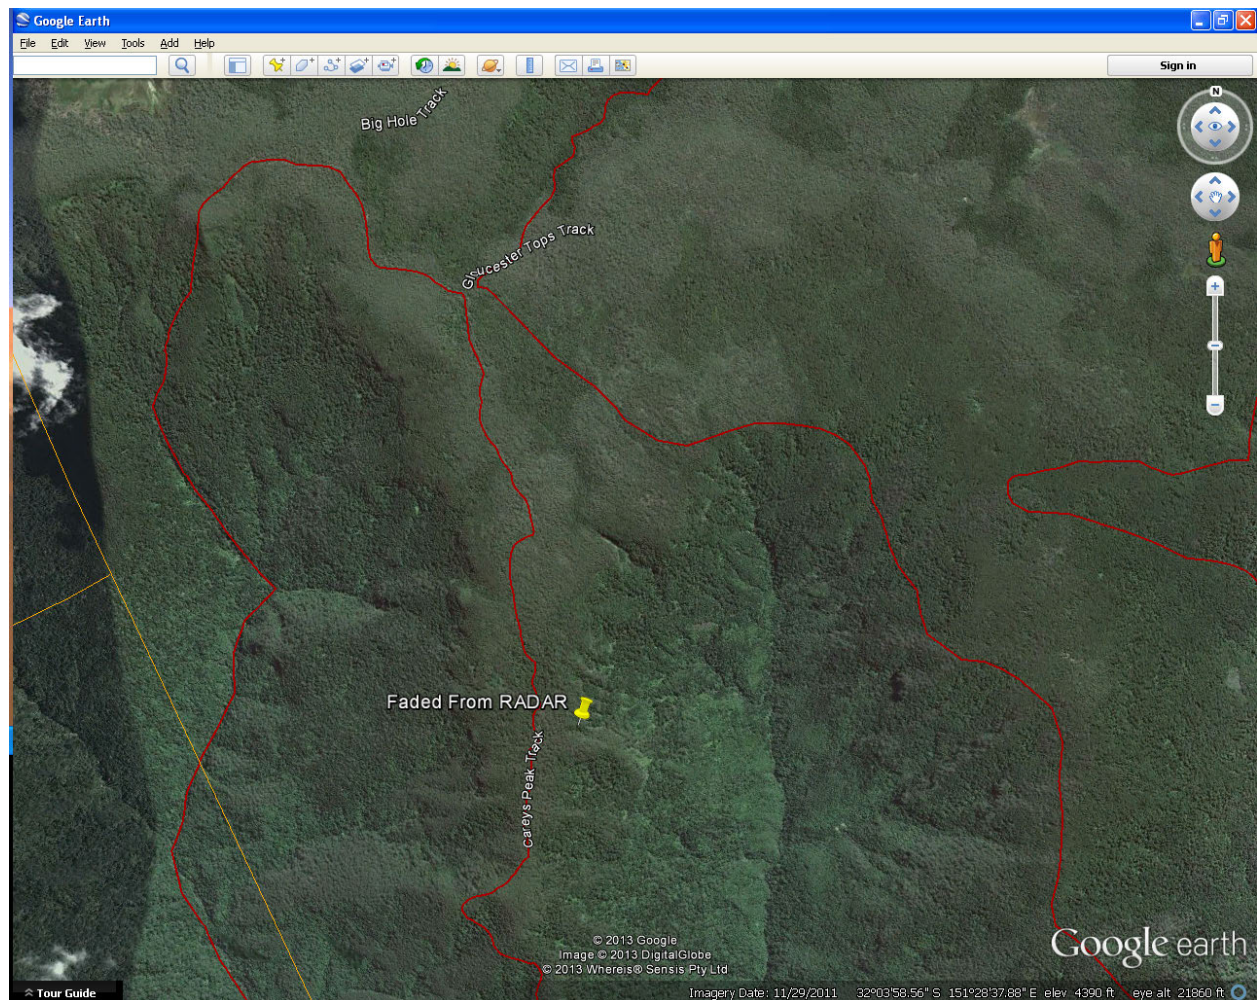 Google Earth
File Edit View Tools Add Help
Sign in
N
Big Hole Track
Gloucester Tops Track
Faded From RADAR
Careys Peak Track
© 2013 Google
Image © 2013 DigitalGlobe
© 2013 Whereis® Sensis Pty Ltd
Google earth
Tour Guide
Imagery Date: 11/29/2011 32°03'58.56" S 151°28'37.88" E elev 4390 ft eye alt 21860 ft